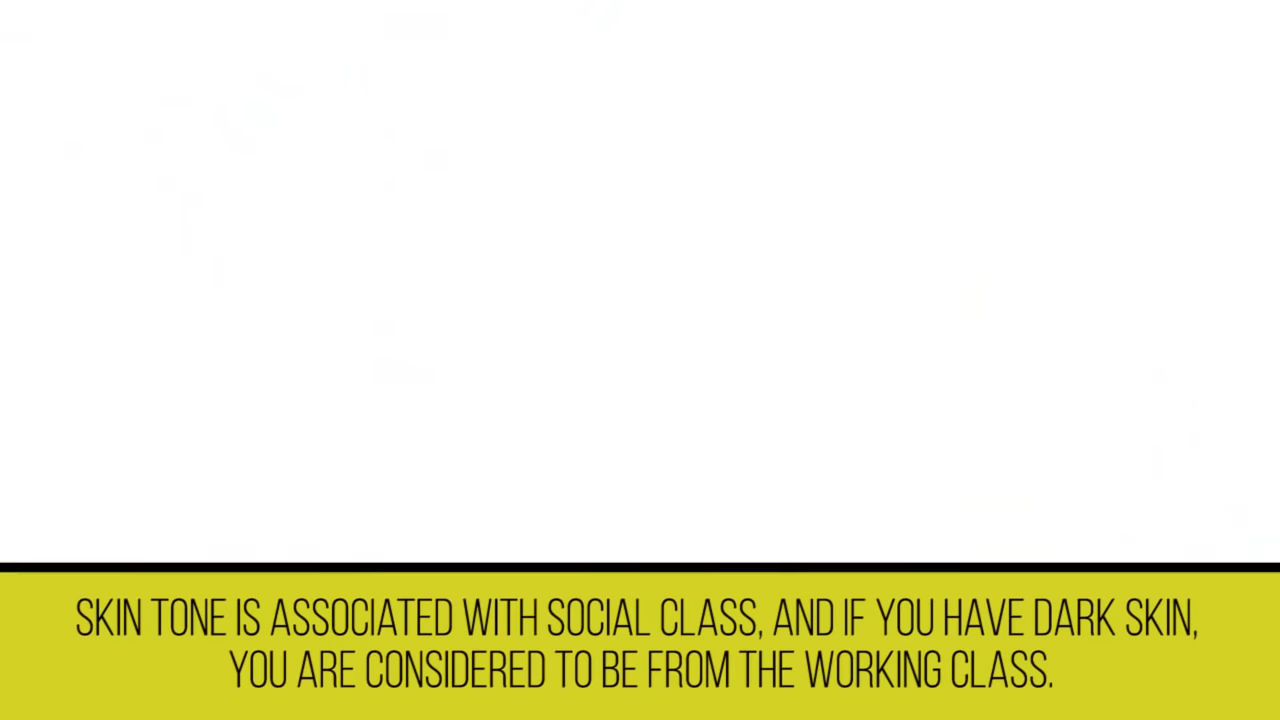 SKIN TONE IS ASSOCIATED WITH SOCIAL CLASS, AND IF YOU HAVE DARK SKIN,
YOU ARE CONSIDERED TO BE FROM THE WORKING CLASS.